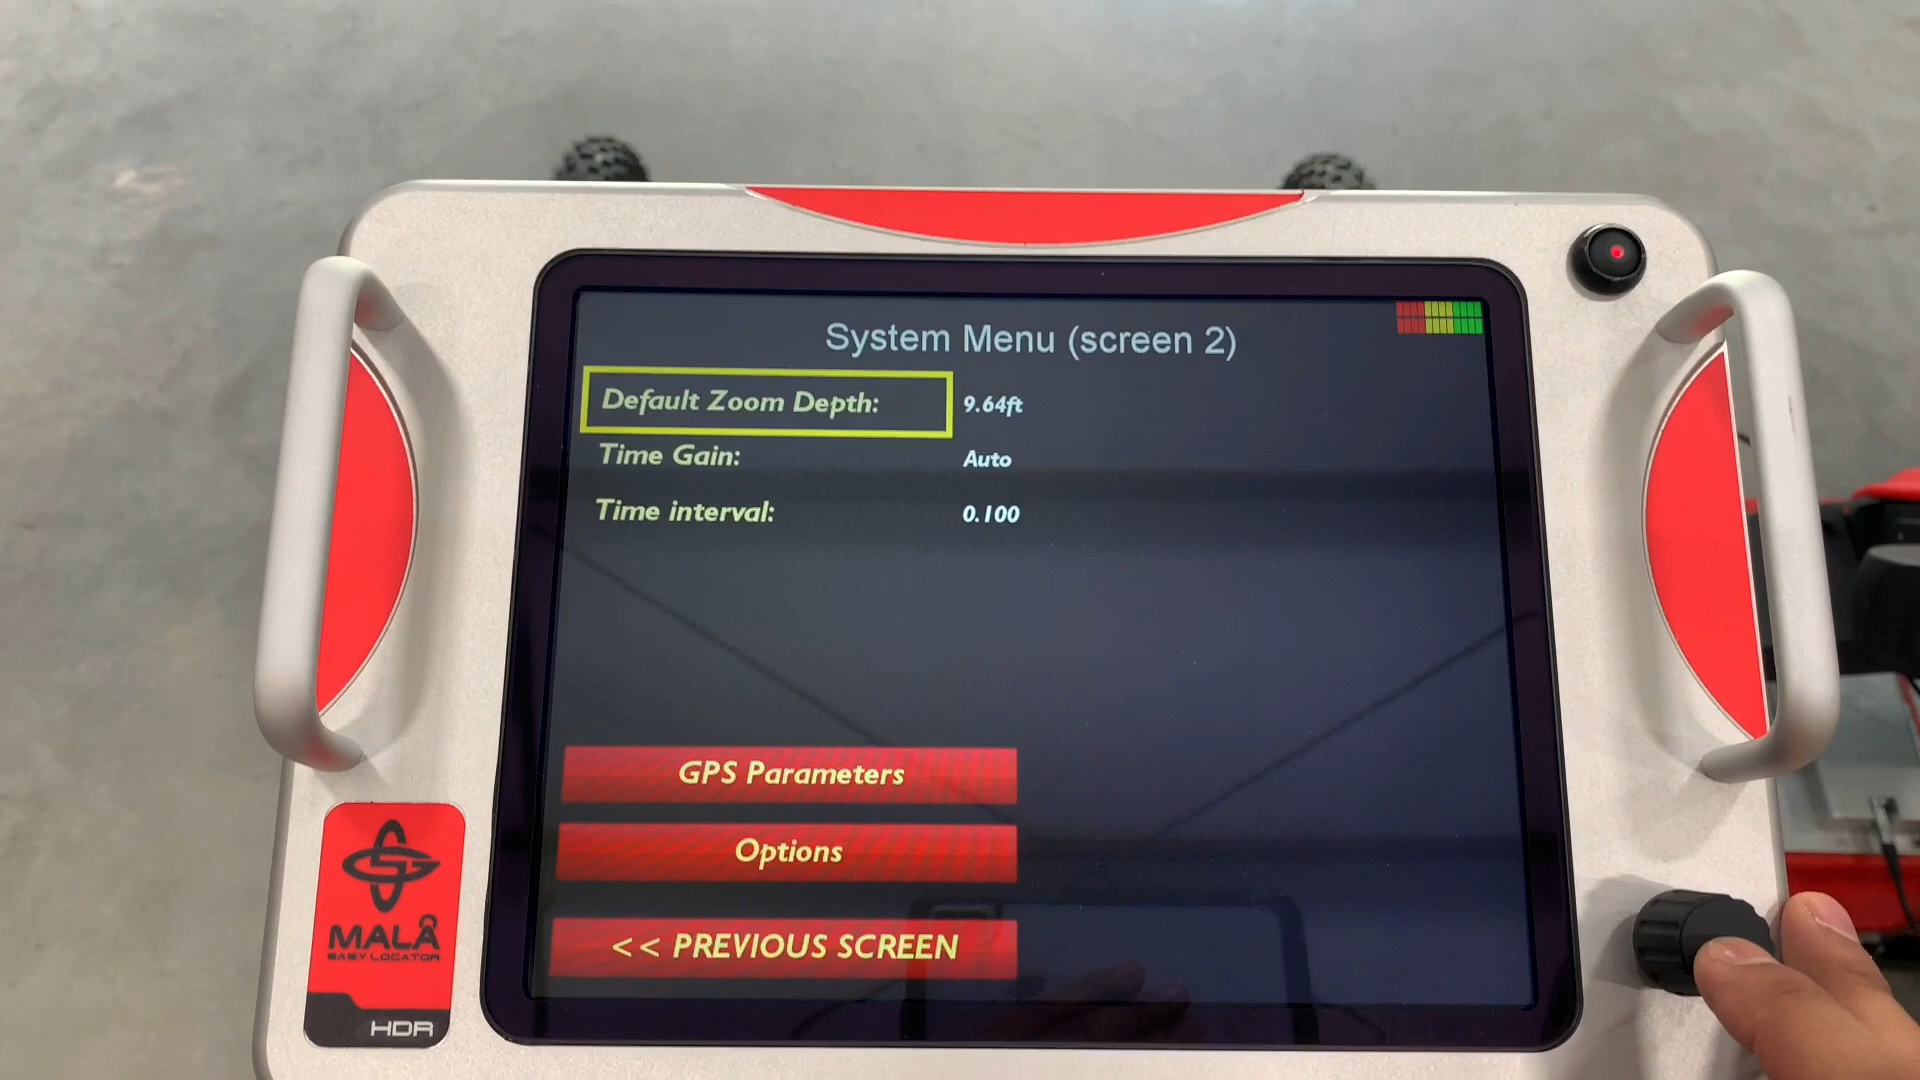 System Menu (screen 2)
Default Zoom Depth: 9.64ft
Time Gain: Auto
Time interval: 0.100
GPS Parameters
Options
<< PREVIOUS SCREEN
MALÅ
EASY LOCATOR
HDR